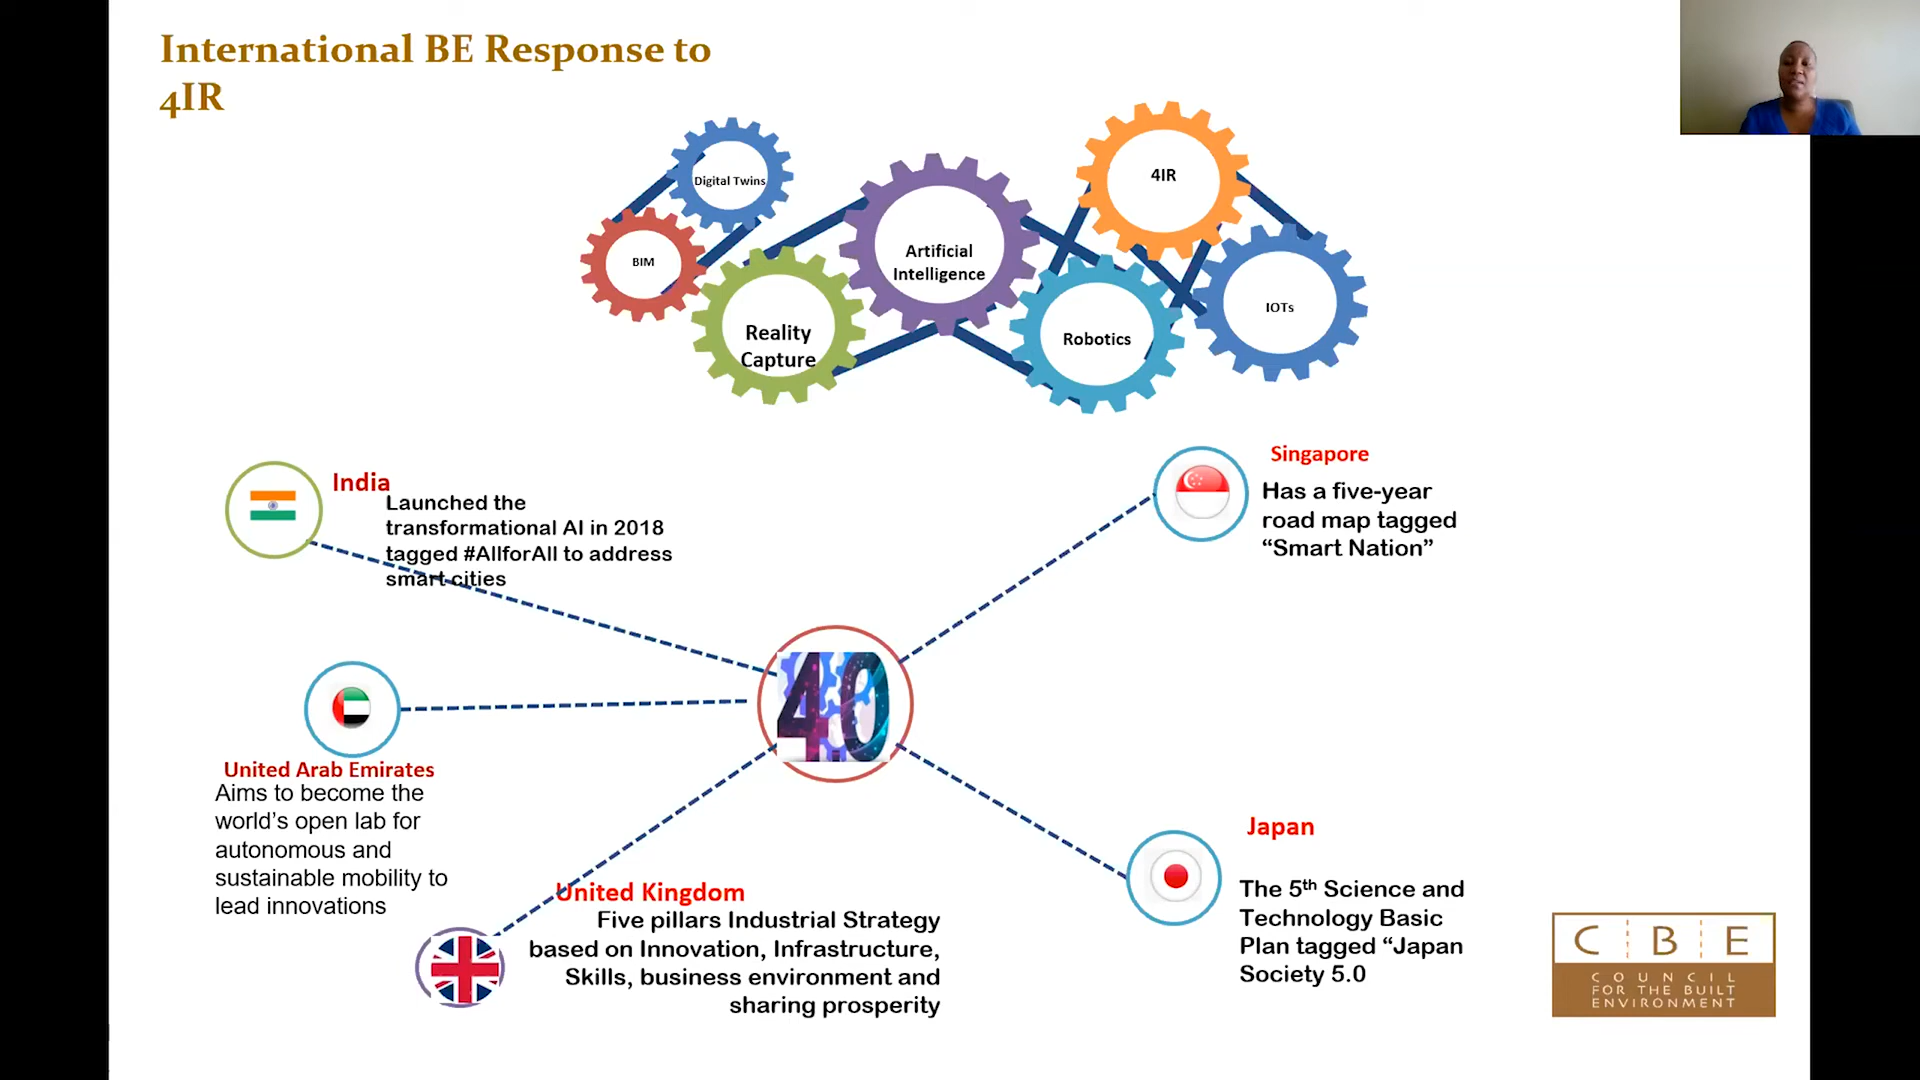 International BE Response to
4IR
Digital Twins
BIM
Reality
Capture
Artificial
Intelligence
4IR
Robotics
IOTs
India
Launched the
transformational AI in 2018
tagged #AIIforAll to address
smart cities
Singapore
Has a five-year
road map tagged
“Smart Nation”
4.0
United Arab Emirates
Aims to become the
world’s open lab for
autonomous and
sustainable mobility to
lead innovations
United Kingdom
Five pillars Industrial Strategy
based on Innovation, Infrastructure,
Skills, business environment and
sharing prosperity
Japan
The 5th Science and
Technology Basic
Plan tagged “Japan
Society 5.0
C B E
COUNCIL
FOR THE BUILT
ENVIRONMENT